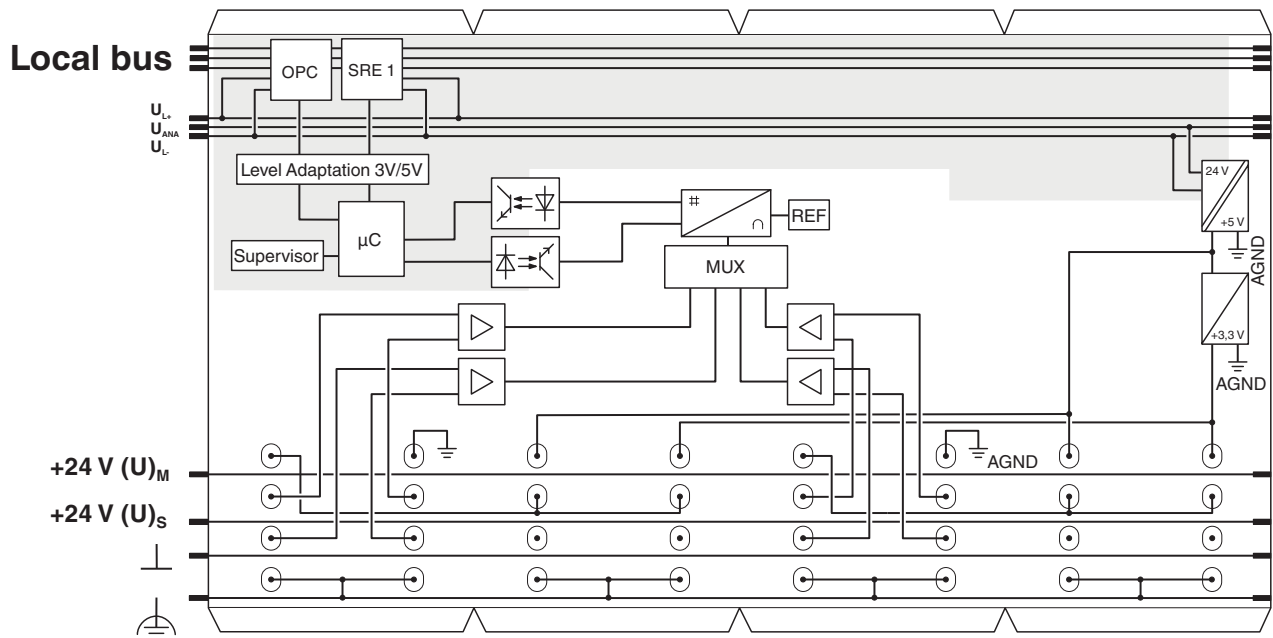 Local bus
OPC
SRE 1
UL+
UANA
UL-
Level Adaptation 3V/5V
24 V
+5 V
#
∩
REF
µC
Supervisor
MUX
AGND
+3,3 V
AGND
+24 V (U)M
AGND
+24 V (U)S